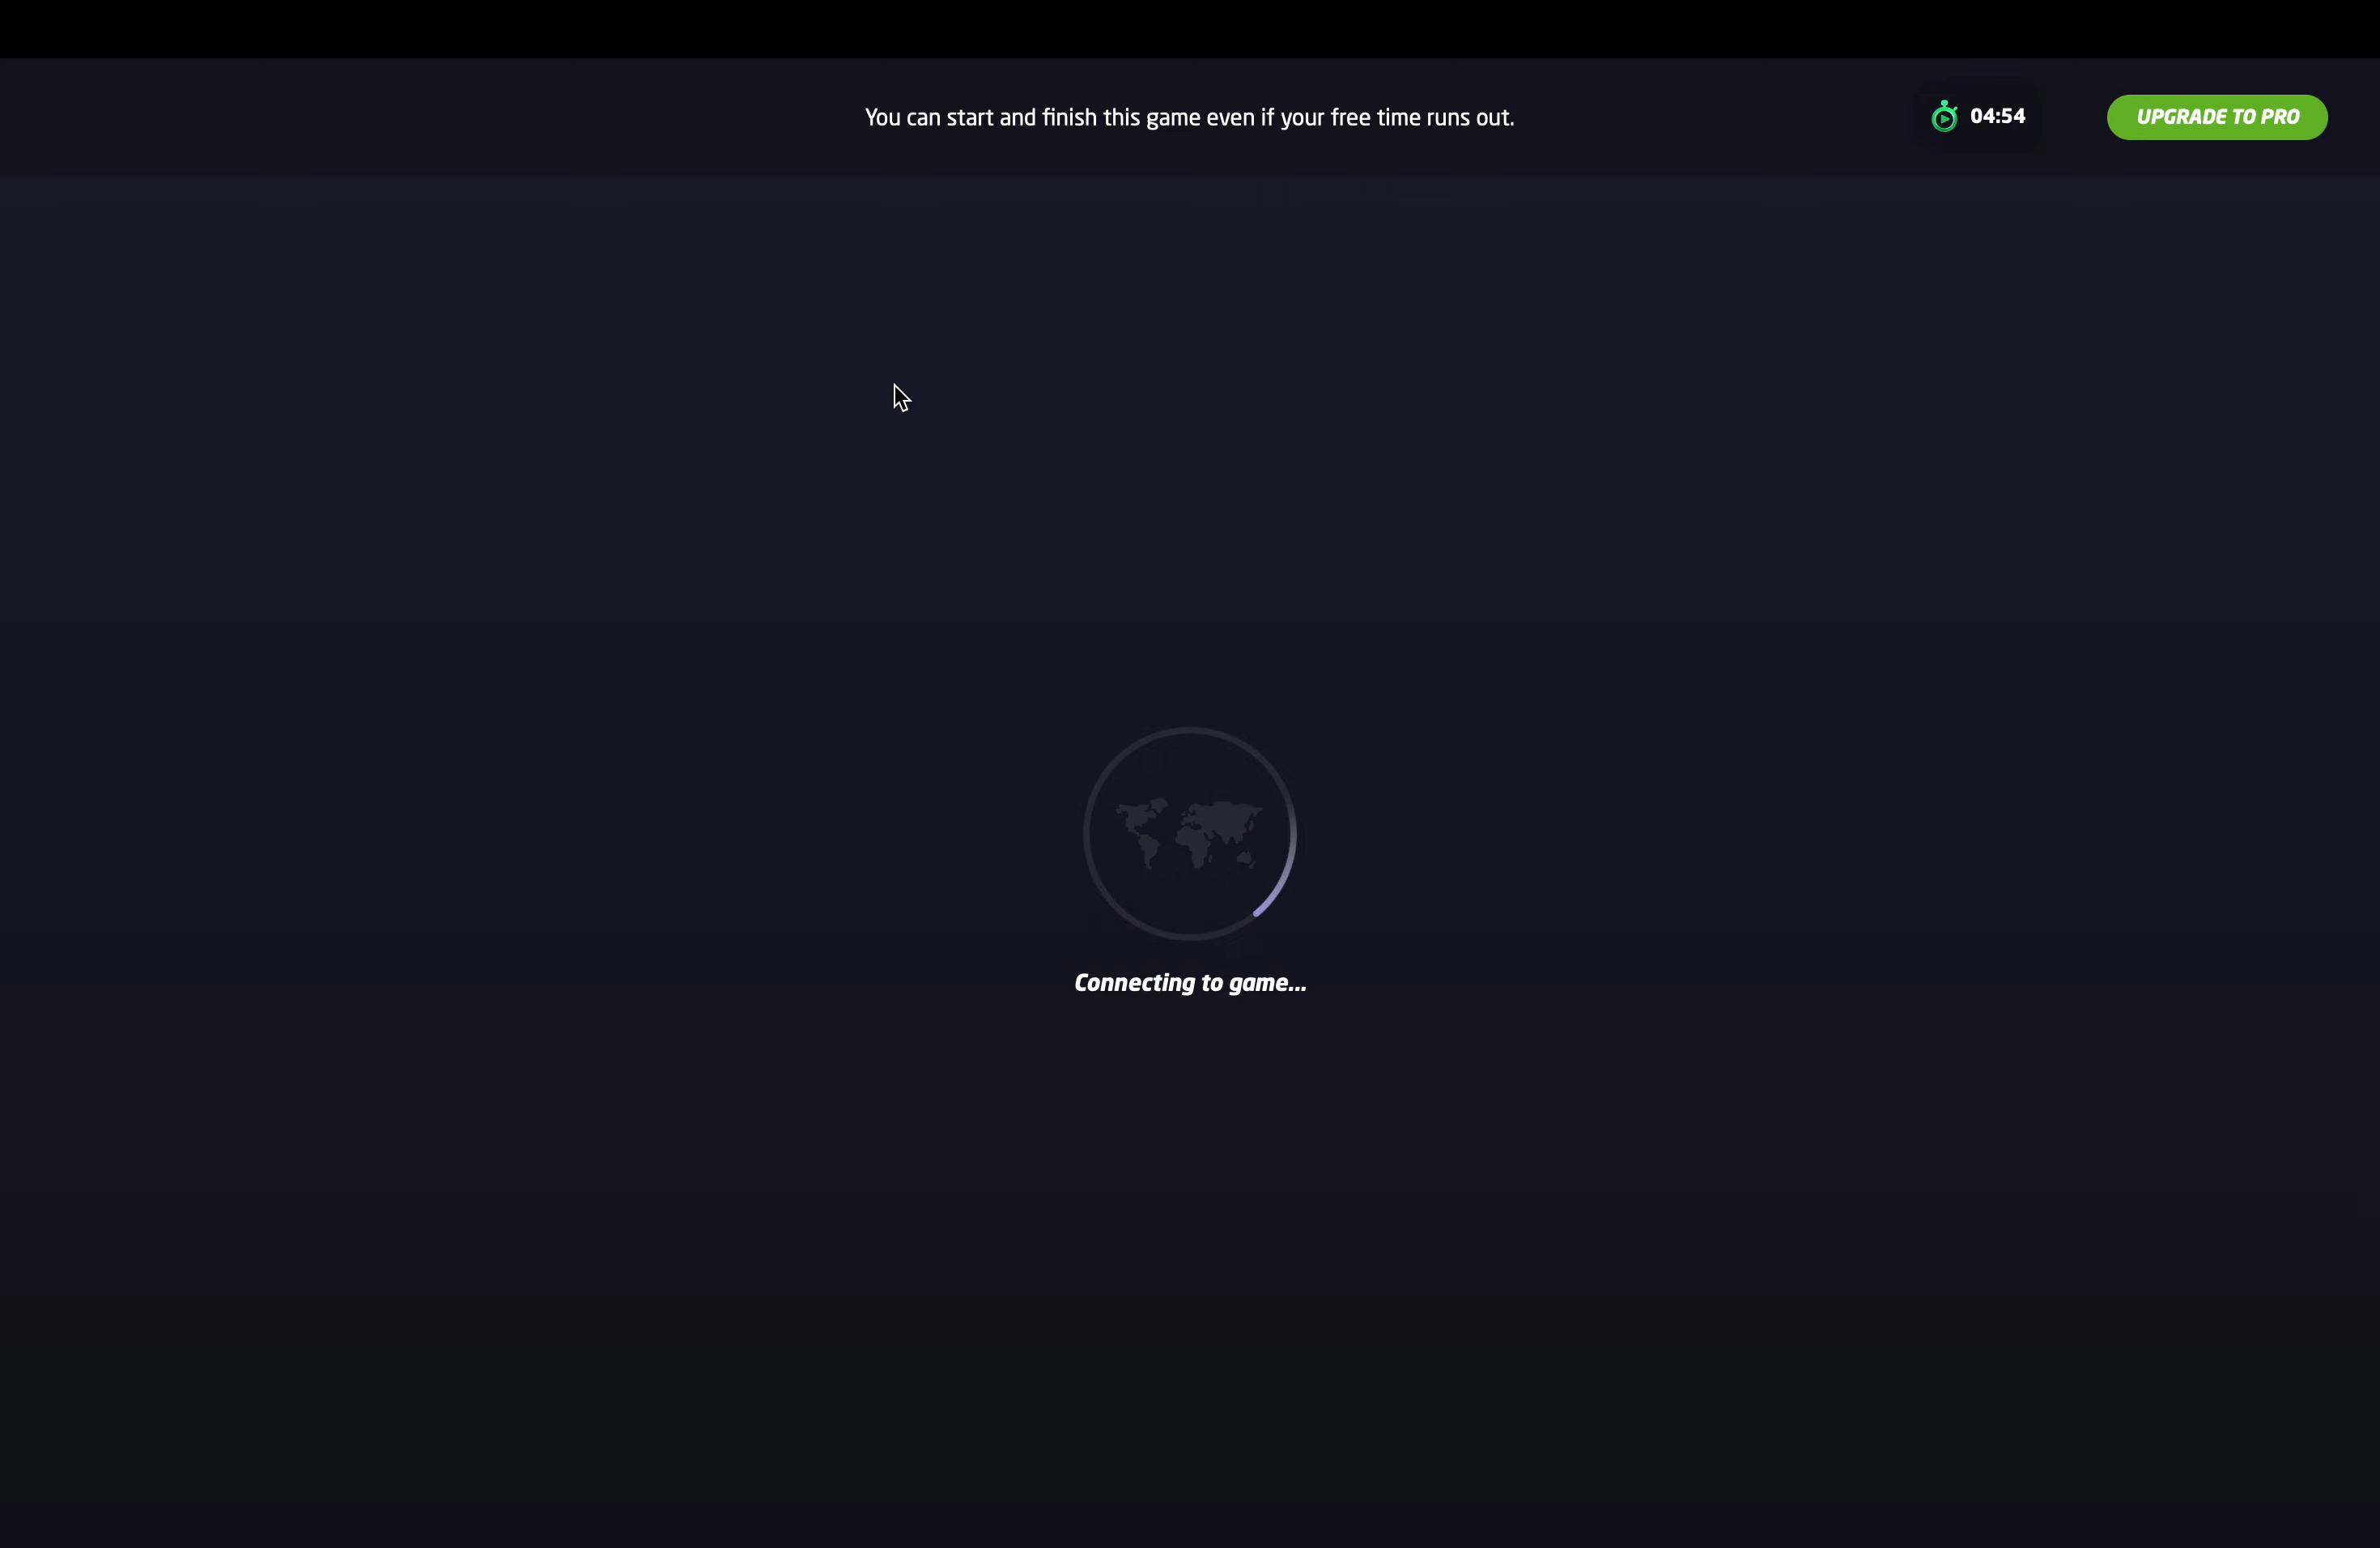 You can start and finish this game even if your free time runs out.
04:54
UPGRADE TO PRO
Connecting to game...